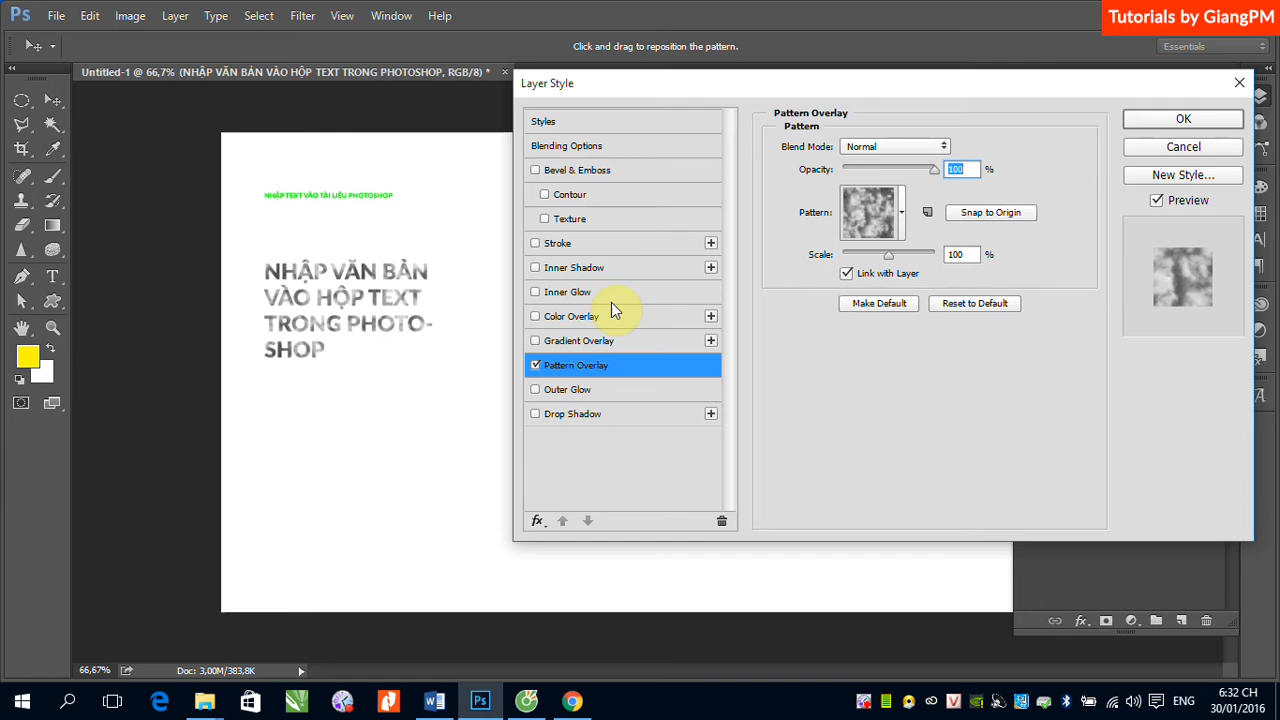 Ps File Edit Image Layer Type Select Filter View Window Help
Tutorials by GiangPM
Click and drag to reposition the pattern.
Essentials
Untitled-1 @ 66,7% (NHẬP VĂN BẢN VÀO HỘP TEXT TRONG PHOTOSHOP, RGB/8) *
Layer Style
Styles
Blending Options
Bevel & Emboss
Contour
Texture
Stroke
Inner Shadow
Inner Glow
Color Overlay
Gradient Overlay
Pattern Overlay
Outer Glow
Drop Shadow
fx
Pattern Overlay
Pattern
Blend Mode: Normal
Opacity: 100 %
Pattern: Snap to Origin
Scale: 100 %
Link with Layer
Make Default Reset to Default
OK
Cancel
New Style...
Preview
NHẬP TEXT VÀO TÀI LIỆU PHOTOSHOP
NHẬP VĂN BẢN
VÀO HỘP TEXT
TRONG PHOTO-
SHOP
fx
66,67% Doc: 3,00M/383,8K
ENG
6:32 CH
30/01/2016